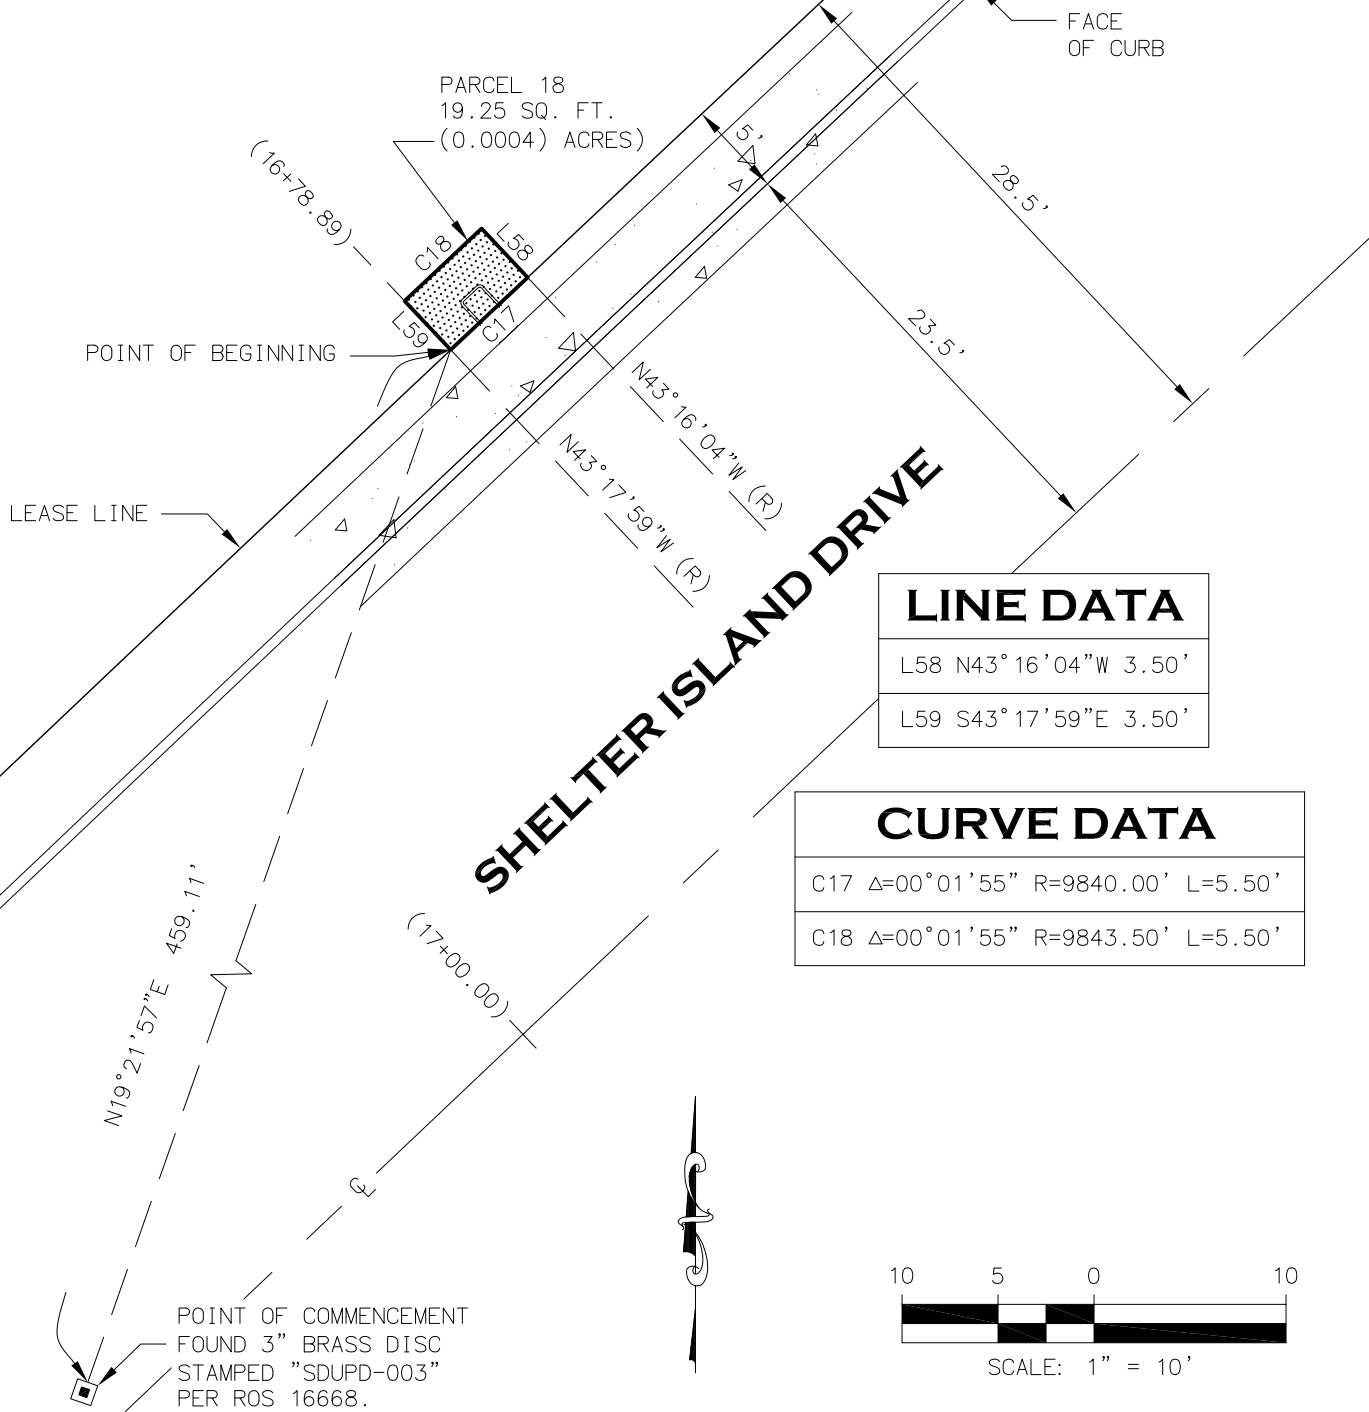 FACE
OF CURB
PARCEL 18
19.25 SQ. FT.
(0.0004) ACRES)
(16+78.89)
5'
28.5'
C18
L58
L59
C17
23.5'
POINT OF BEGINNING
N43°16'04"W (R)
N43°17'59"W (R)
LEASE LINE
SHELTER ISLAND DRIVE
LINE DATA
L58 N43°16'04"W 3.50'
L59 S43°17'59"E 3.50'
CURVE DATA
C17 Δ=00°01'55" R=9840.00' L=5.50'
C18 Δ=00°01'55" R=9843.50' L=5.50'
N19°21'57"E 459.11'
(17+00.00)
℄
POINT OF COMMENCEMENT
FOUND 3" BRASS DISC
STAMPED "SDUPD-003"
PER ROS 16668.
10 5 0 10
SCALE: 1" = 10'